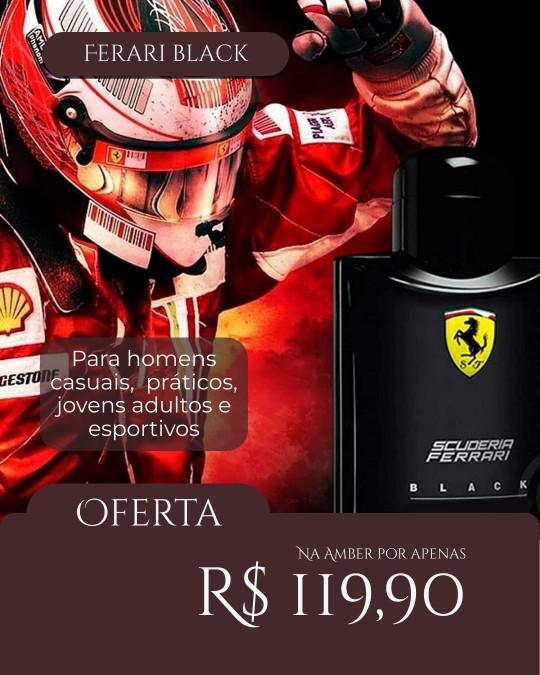 FERARI BLACK
Para homens
casuais, práticos,
jovens adultos e
esportivos
GESTONE
S F
SCUDERIA
FERRARI
BLACK
OFERTA
NA AMBER POR APENAS
R$ 119,90